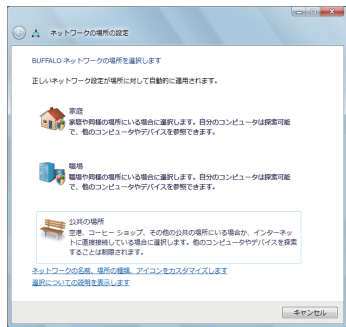 ネットワークの場所の設定
BUFFALO ネットワークの場所を選択します
正しいネットワーク設定が場所に対して自動的に適用されます。
家庭
家庭や同様の場所にいる場合に選択します。自分のコンピュータは探索可能
で、他のコンピュータやデバイスを参照できます。
職場
職場や同様の場所にいる場合に選択します。自分のコンピュータは探索可能
で、他のコンピュータやデバイスを参照できます。
公共の場所
空港、コーヒー ショップ、その他の公共の場所にいる場合か、インターネッ
トに直接接続している場合に選択します。他のコンピュータやデバイスを探索
することは制限されます。
ネットワークの名前、場所の種類、アイコンをカスタマイズします
選択についての説明を表示します
キャンセル